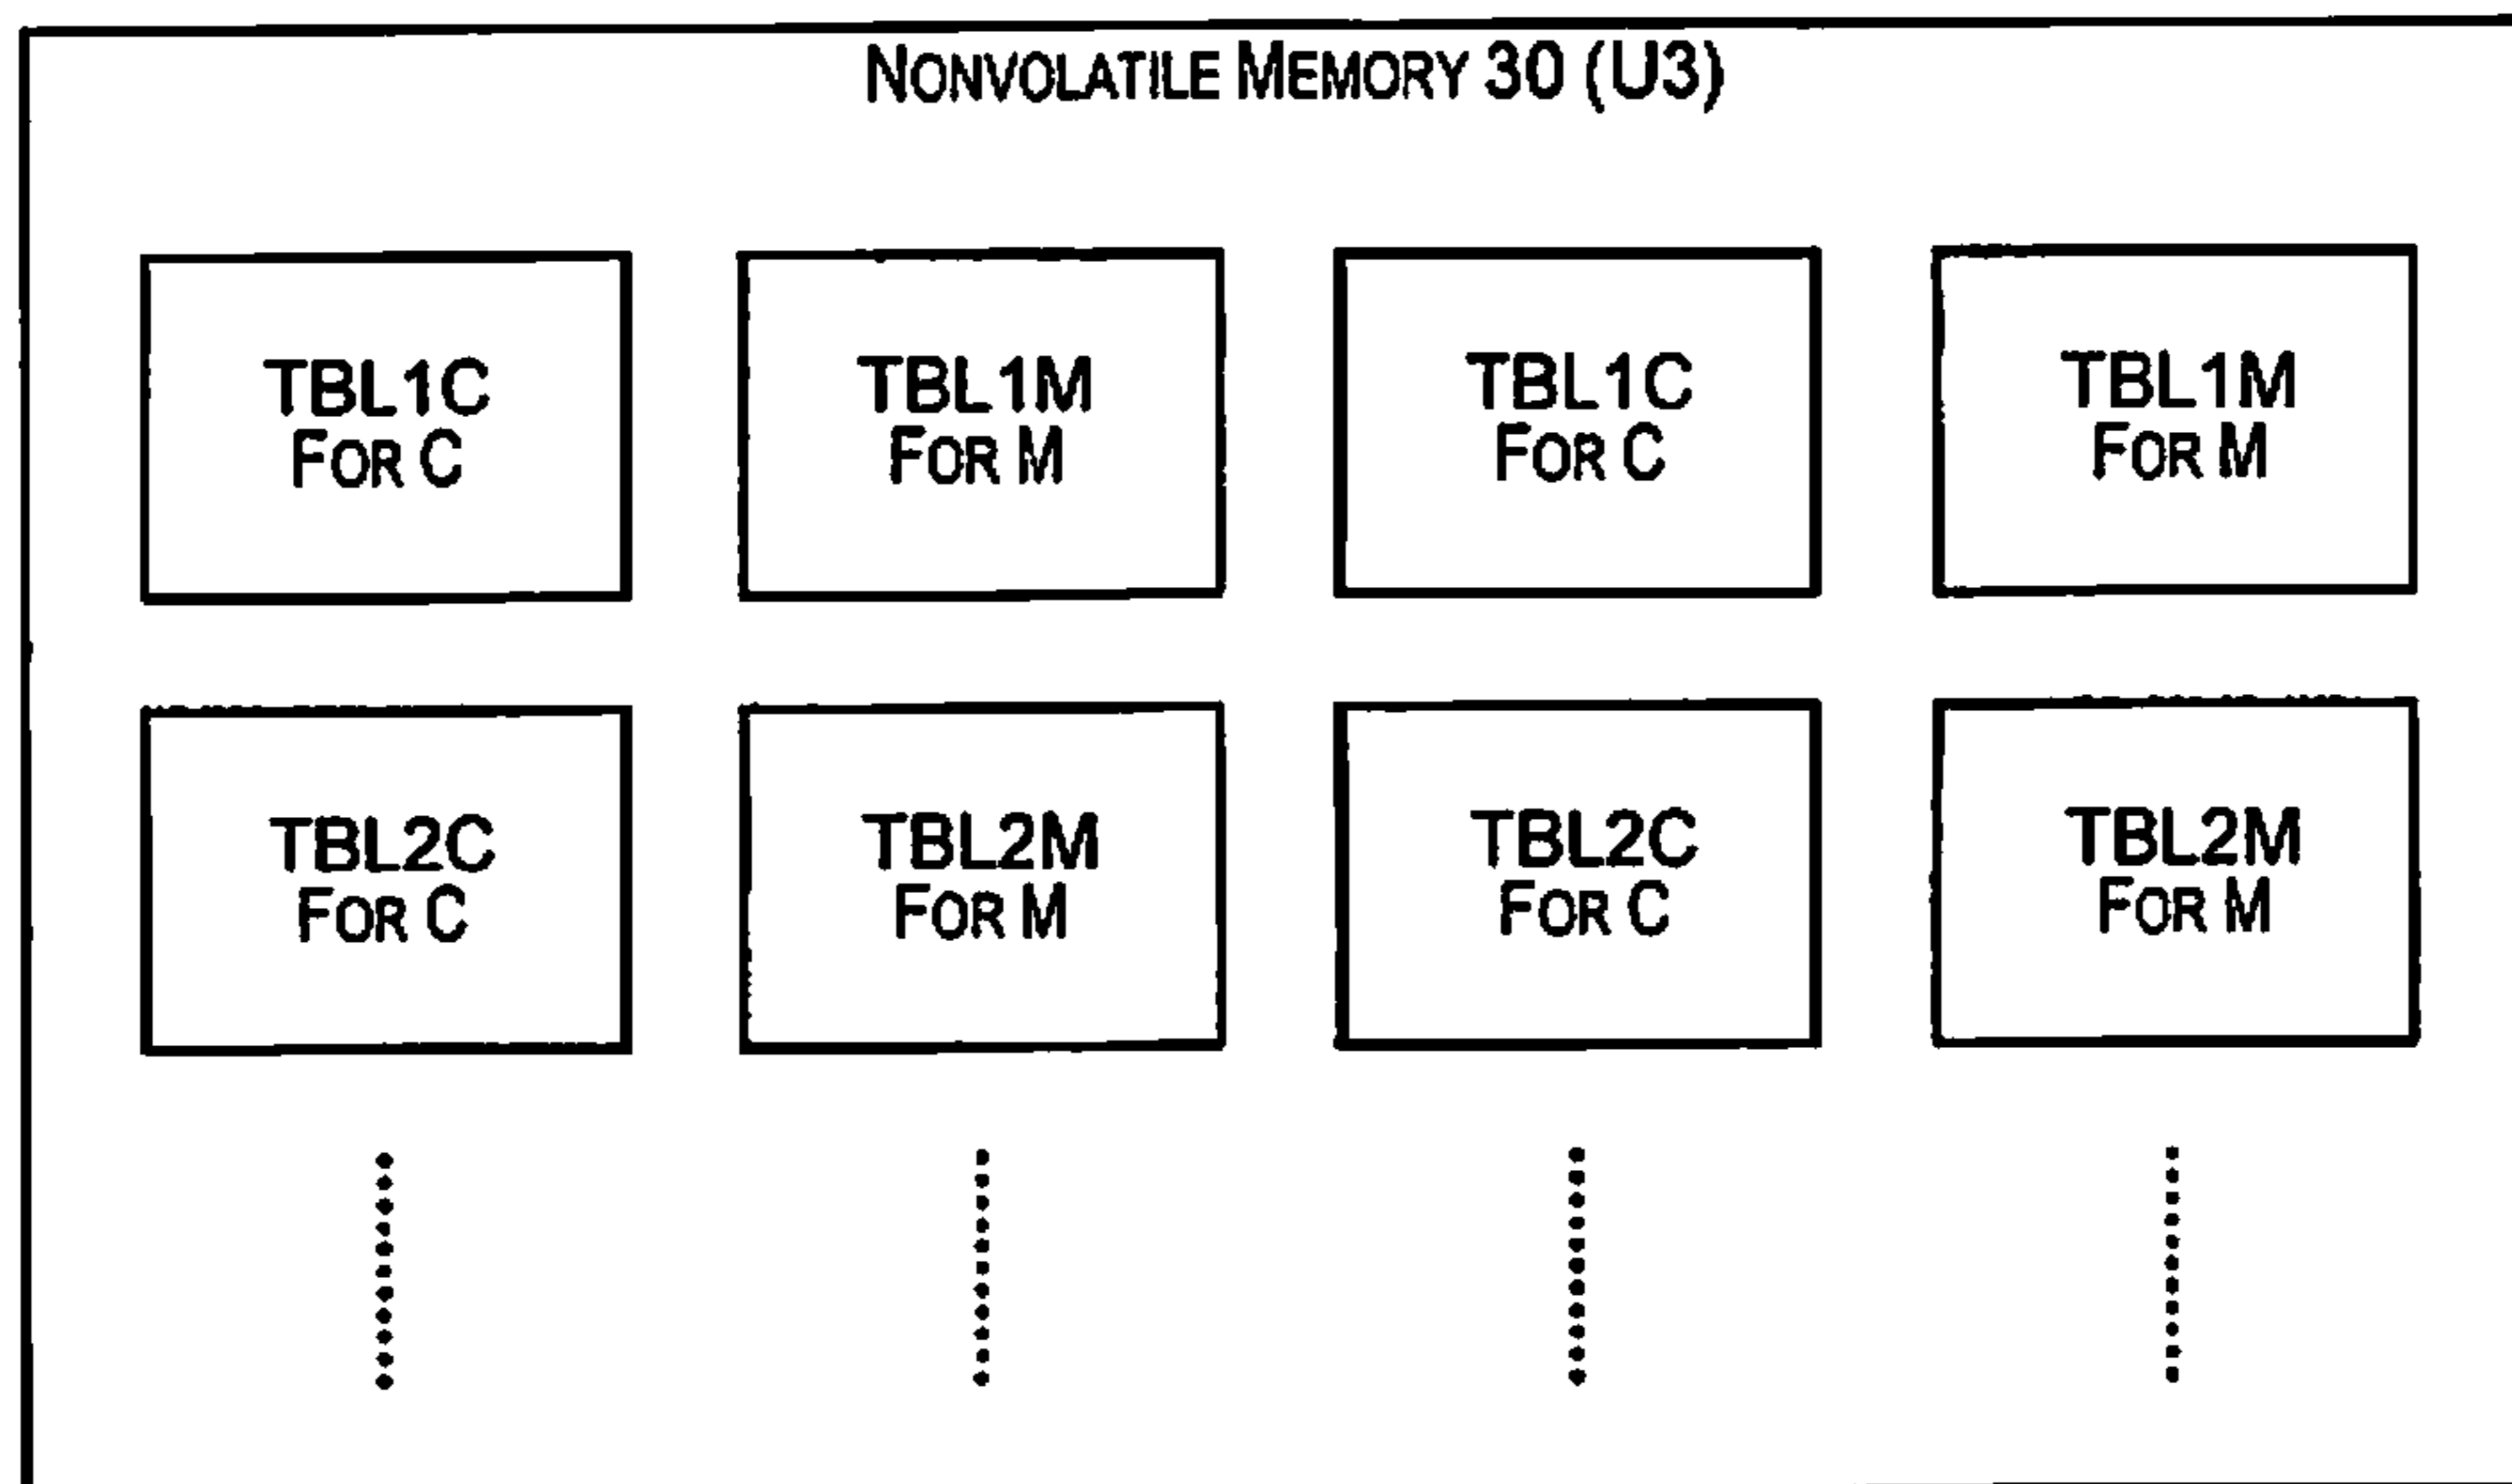 NONVOLATILE MEMORY 30 (U3)
TBL1C
FOR C
TBL1M
FOR M
TBL1C
FOR C
TBL1M
FOR M
TBL2C
FOR C
TBL2M
FOR M
TBL2C
FOR C
TBL2M
FOR M